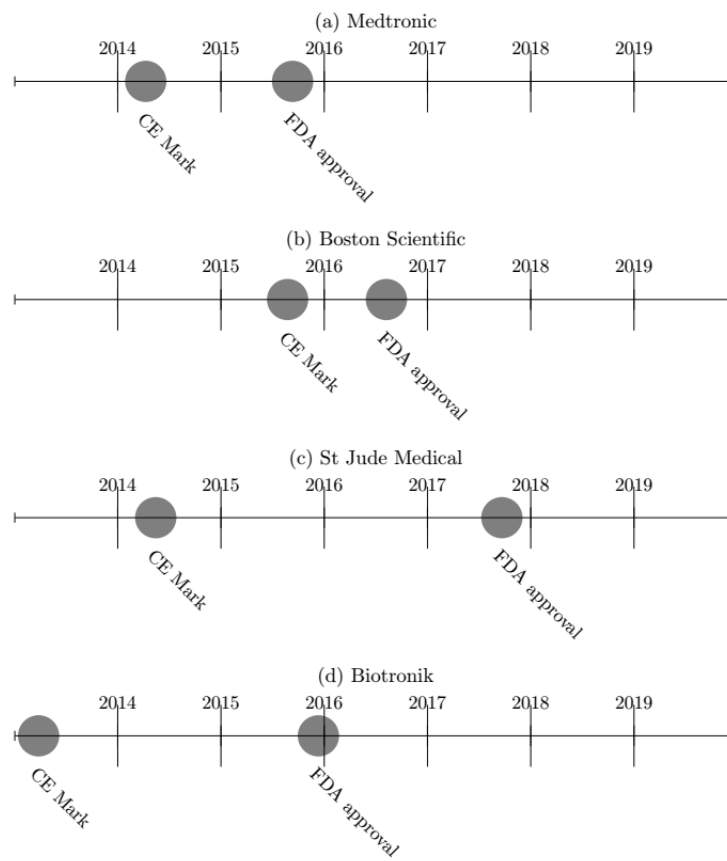 (a) Medtronic
2014 2015 2016 2017 2018 2019
CE Mark
FDA approval
(b) Boston Scientific
2014 2015 2016 2017 2018 2019
CE Mark
FDA approval
(c) St Jude Medical
2014 2015 2016 2017 2018 2019
CE Mark
FDA approval
(d) Biotronik
2014 2015 2016 2017 2018 2019
CE Mark
FDA approval